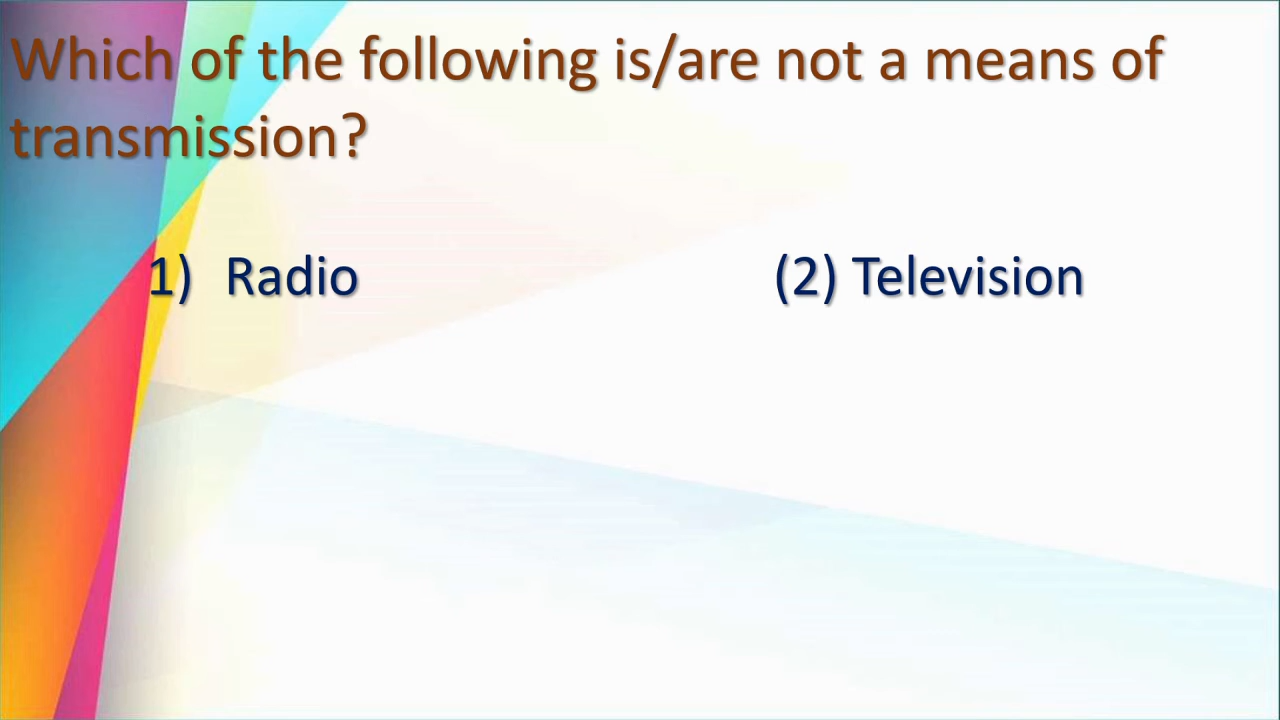 Which of the following is/are not a means of
transmission?
1) Radio (2) Television